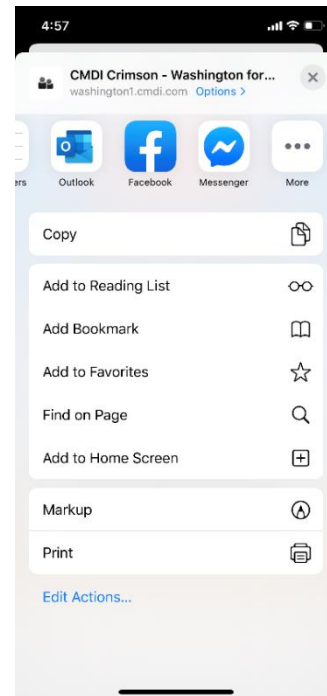 4:57
CMDI Crimson - Washington for...
washington1.cmdi.com Options >
ers Outlook Facebook Messenger More
Copy
Add to Reading List
Add Bookmark
Add to Favorites
Find on Page
Add to Home Screen
Markup
Print
Edit Actions...